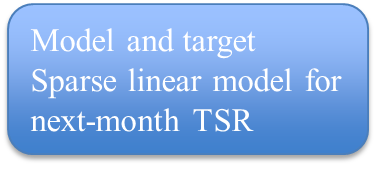 Model and target
Sparse linear model for
next-month TSR